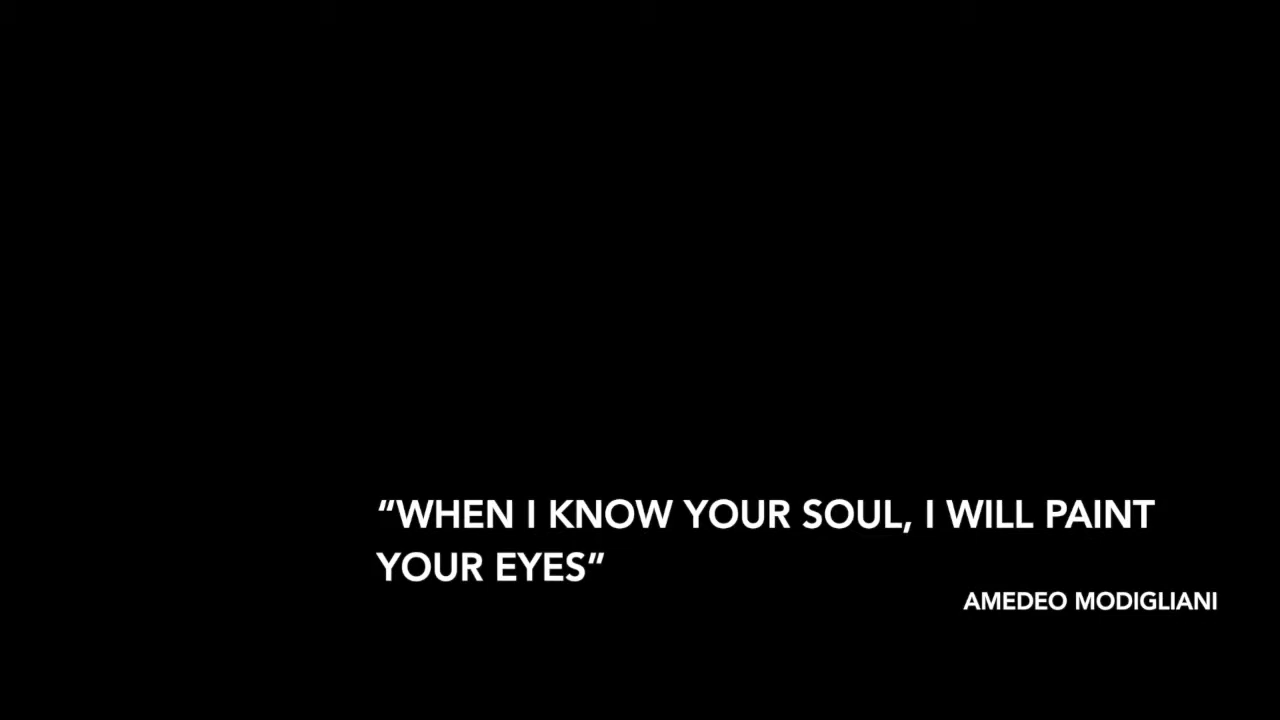 “WHEN I KNOW YOUR SOUL, I WILL PAINT
YOUR EYES”
AMEDEO MODIGLIANI